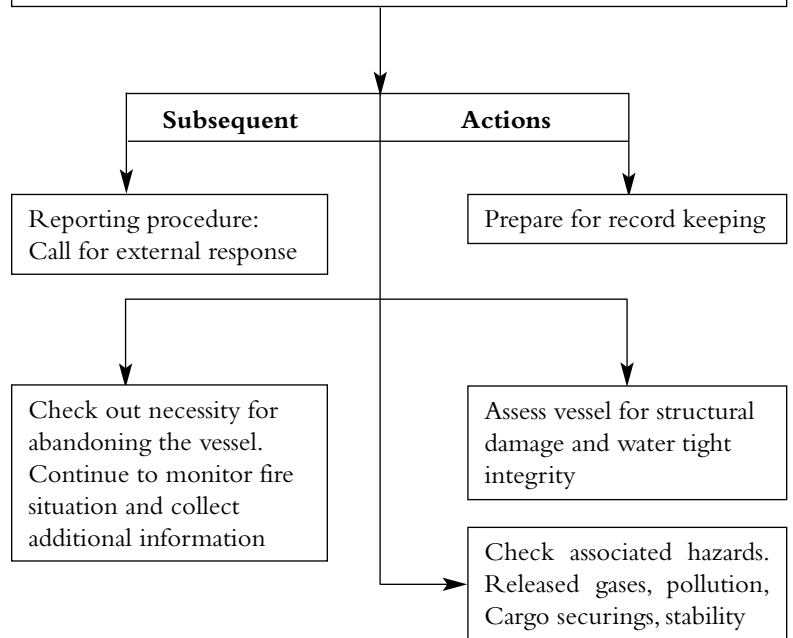 Subsequent Actions
Reporting procedure:
Call for external response
Prepare for record keeping
Check out necessity for
abandoning the vessel.
Continue to monitor fire
situation and collect
additional information
Assess vessel for structural
damage and water tight
integrity
Check associated hazards.
Released gases, pollution,
Cargo securings, stability